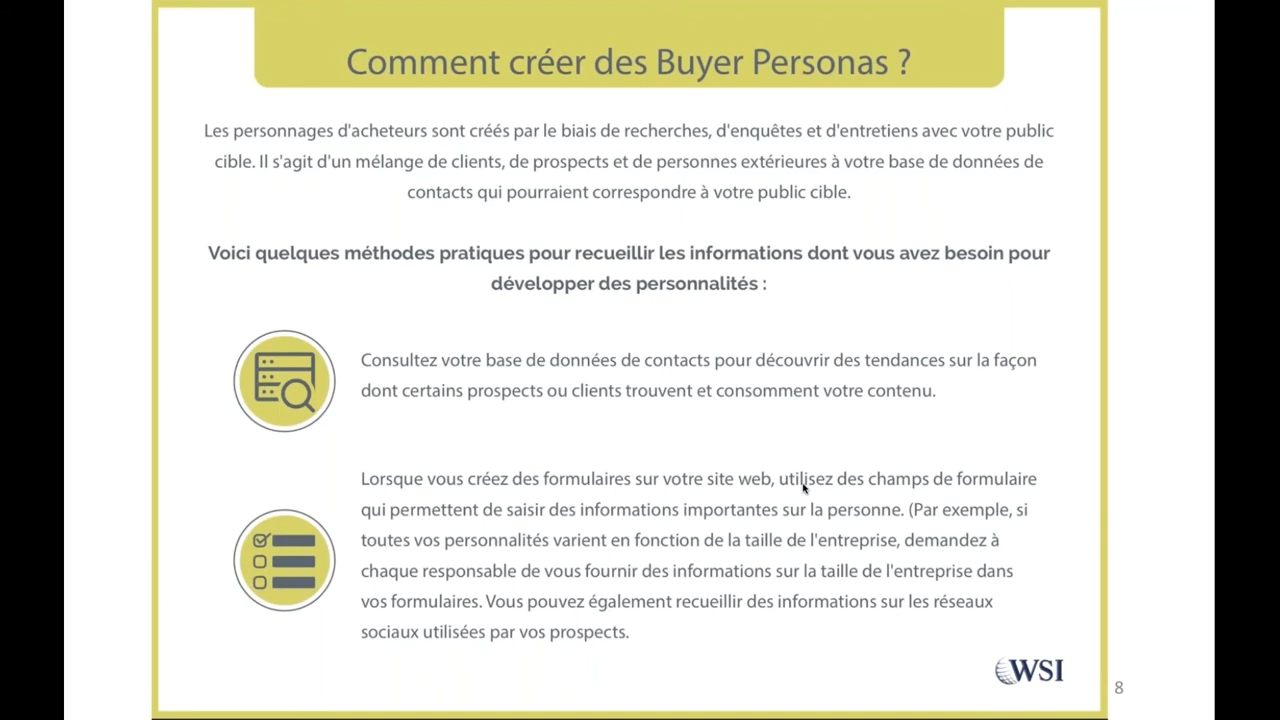 Comment créer des Buyer Personas ?
Les personnages d'acheteurs sont créés par le biais de recherches, d'enquêtes et d'entretiens avec votre public
cible. Il s'agit d'un mélange de clients, de prospects et de personnes extérieures à votre base de données de
contacts qui pourraient correspondre à votre public cible.
Voici quelques méthodes pratiques pour recueillir les informations dont vous avez besoin pour
développer des personnalités :
Consultez votre base de données de contacts pour découvrir des tendances sur la façon
dont certains prospects ou clients trouvent et consomment votre contenu.
Lorsque vous créez des formulaires sur votre site web, utilisez des champs de formulaire
qui permettent de saisir des informations importantes sur la personne. (Par exemple, si
toutes vos personnalités varient en fonction de la taille de l'entreprise, demandez à
chaque responsable de vous fournir des informations sur la taille de l'entreprise dans
vos formulaires. Vous pouvez également recueillir des informations sur les réseaux
sociaux utilisées par vos prospects.
WSI
8